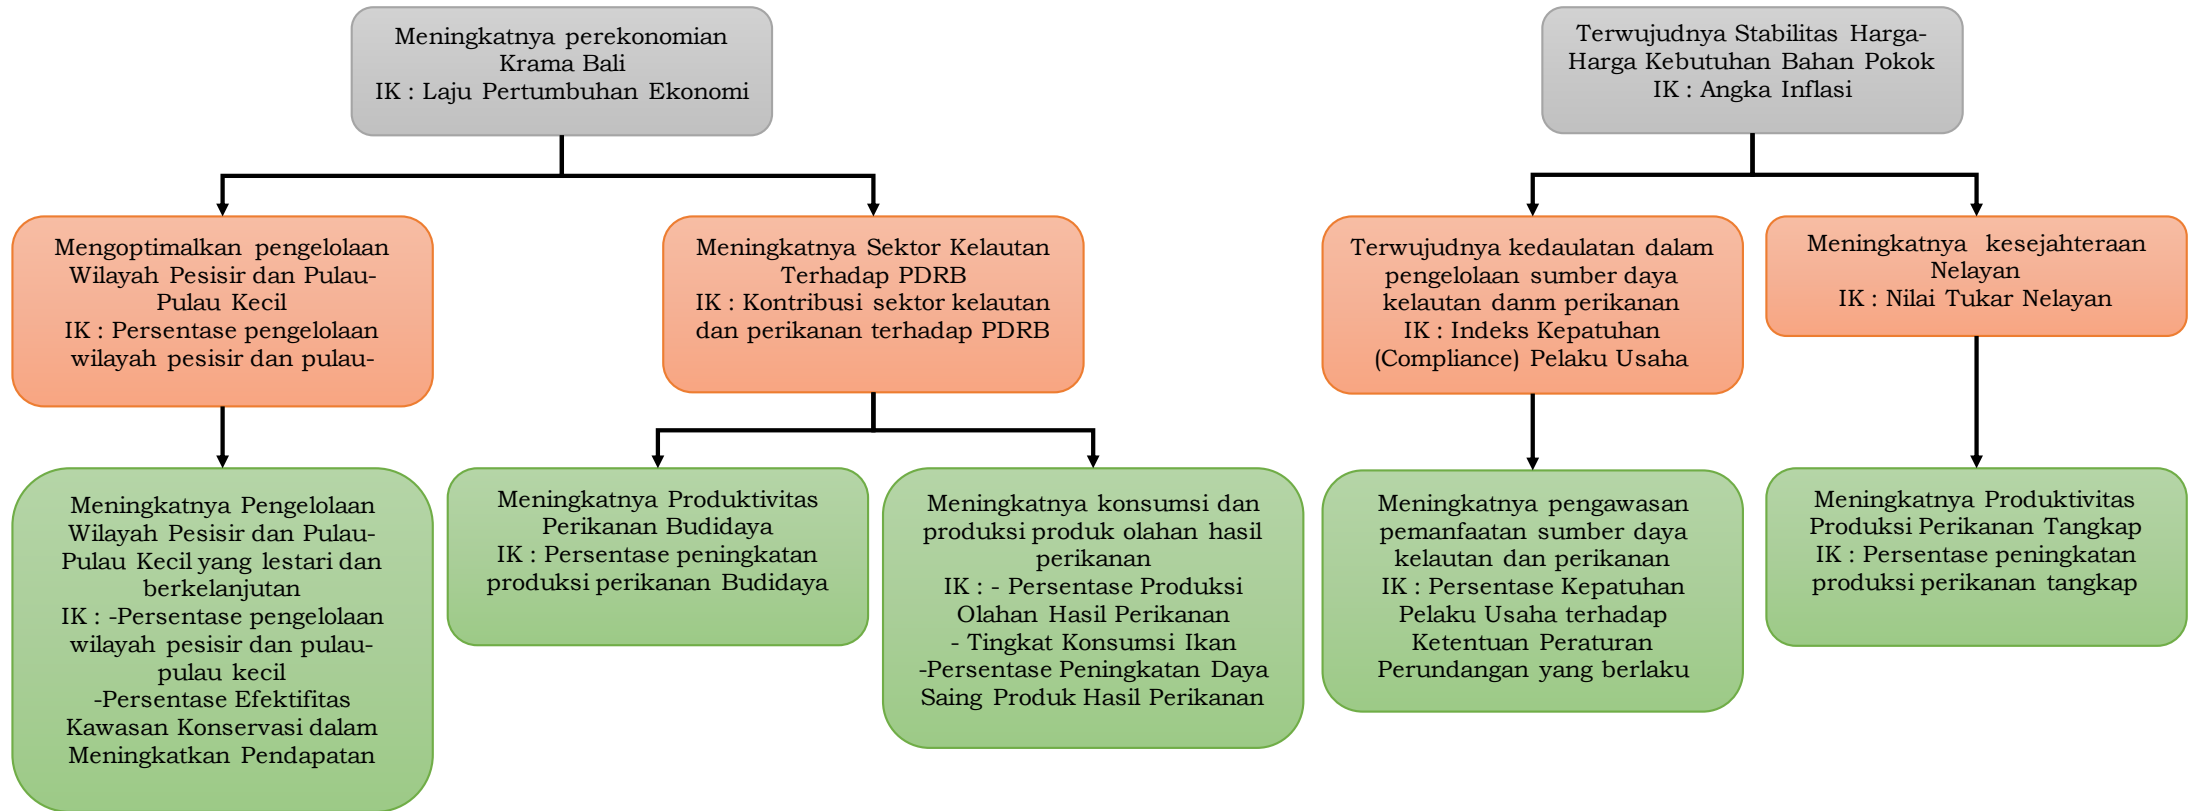 Meningkatnya perekonomian
Krama Bali
IK : Laju Pertumbuhan Ekonomi
Terwujudnya Stabilitas Harga-
Harga Kebutuhan Bahan Pokok
IK : Angka Inflasi
Mengoptimalkan pengelolaan
Wilayah Pesisir dan Pulau-
Pulau Kecil
IK : Persentase pengelolaan
wilayah pesisir dan pulau-
Meningkatnya Sektor Kelautan
Terhadap PDRB
IK : Kontribusi sektor kelautan
dan perikanan terhadap PDRB
Terwujudnya kedaulatan dalam
pengelolaan sumber daya
kelautan danm perikanan
IK : Indeks Kepatuhan
(Compliance) Pelaku Usaha
Meningkatnya kesejahteraan
Nelayan
IK : Nilai Tukar Nelayan
Meningkatnya Pengelolaan
Wilayah Pesisir dan Pulau-
Pulau Kecil yang lestari dan
berkelanjutan
IK : -Persentase pengelolaan
wilayah pesisir dan pulau-
pulau kecil
-Persentase Efektifitas
Kawasan Konservasi dalam
Meningkatkan Pendapatan
Meningkatnya Produktivitas
Perikanan Budidaya
IK : Persentase peningkatan
produksi perikanan Budidaya
Meningkatnya konsumsi dan
produksi produk olahan hasil
perikanan
IK : - Persentase Produksi
Olahan Hasil Perikanan
- Tingkat Konsumsi Ikan
-Persentase Peningkatan Daya
Saing Produk Hasil Perikanan
Meningkatnya pengawasan
pemanfaatan sumber daya
kelautan dan perikanan
IK : Persentase Kepatuhan
Pelaku Usaha terhadap
Ketentuan Peraturan
Perundangan yang berlaku
Meningkatnya Produktivitas
Produksi Perikanan Tangkap
IK : Persentase peningkatan
produksi perikanan tangkap